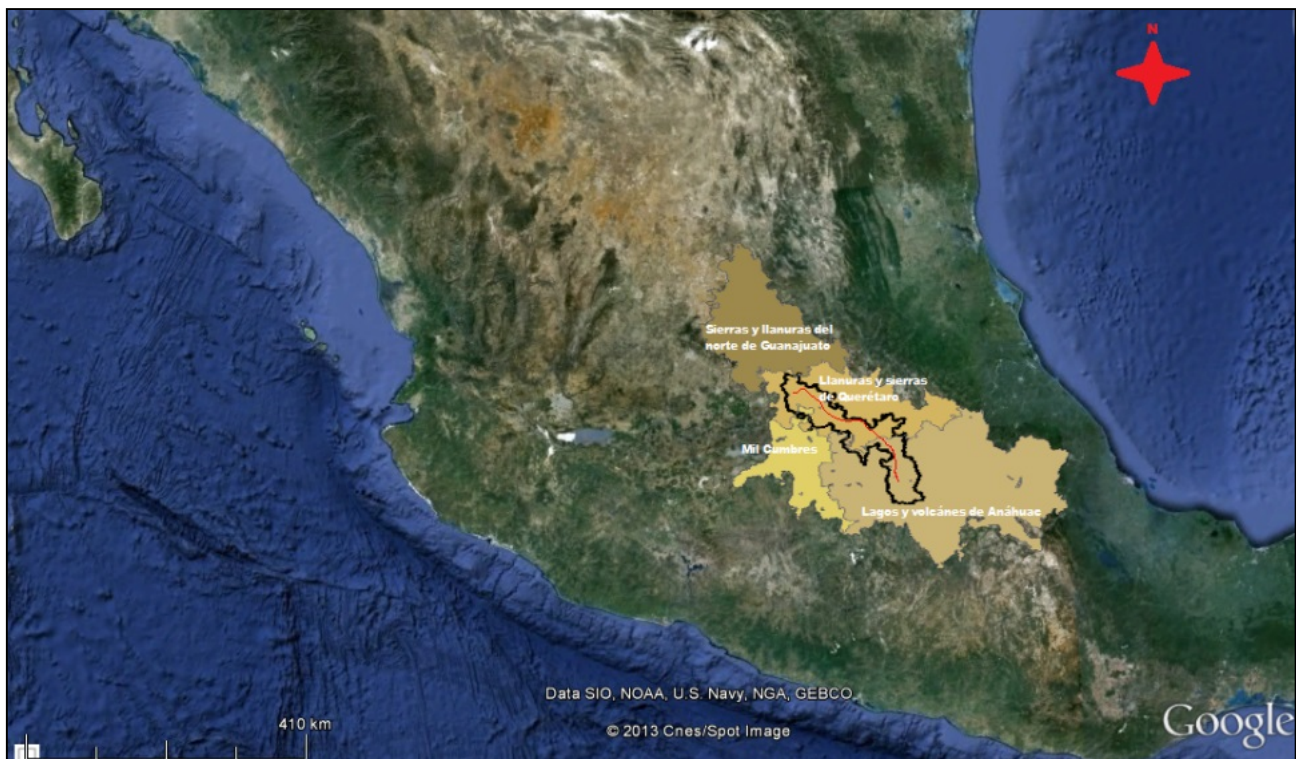 N
Sierras y llanuras del
norte de Guanajuato
Llanuras y sierras
de Querétaro
Mil Cumbres
Lagos y volcánes de Anáhuac
Data SIO, NOAA, U.S. Navy, NGA, GEBCO
410 km
© 2013 Cnes/Spot Image
Google